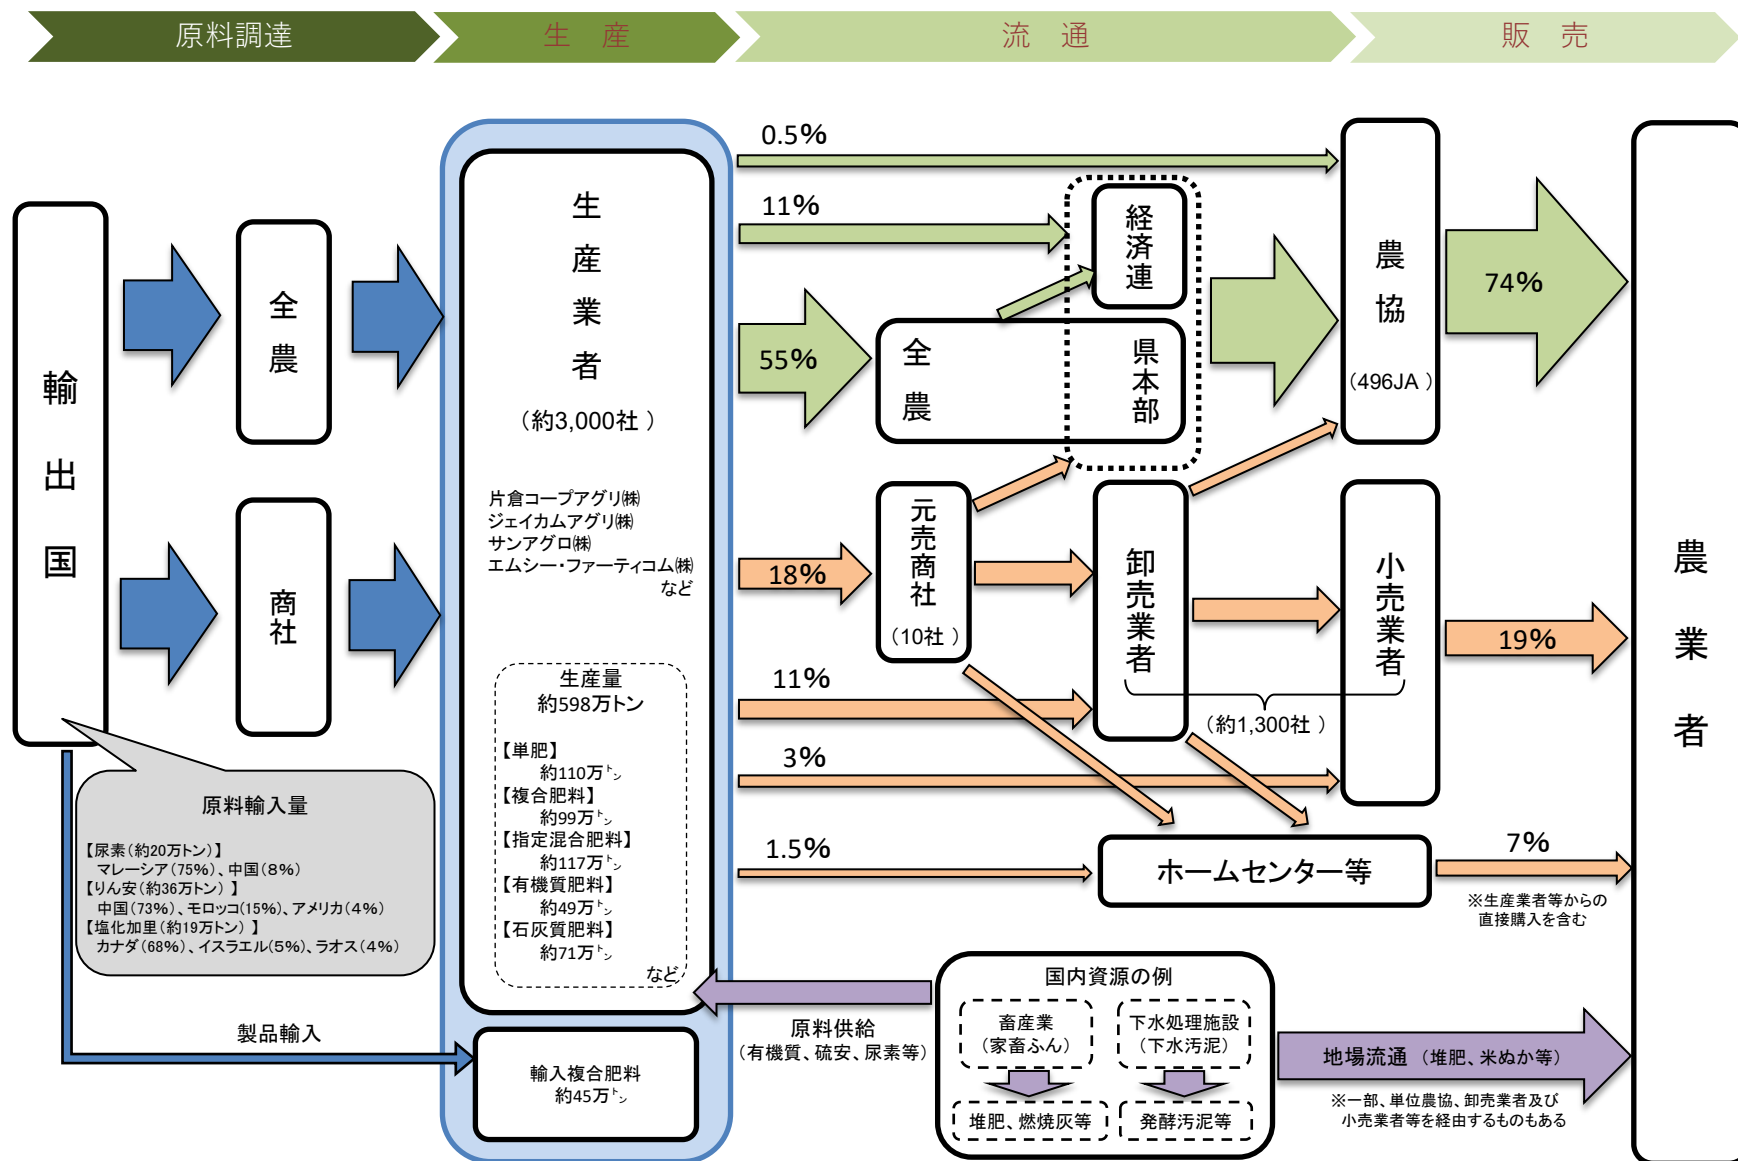 原料調達
生　産
流　通
販　売
輸出国
全農
商社
原料輸入量
【尿素（約20万トン）】
マレーシア（75％）、中国（８％）
【りん安（約36万トン）】
中国（73％）、モロッコ（15％）、アメリカ（４％）
【塩化加里（約19万トン）】
カナダ（68％）、イスラエル（5％）、ラオス（４％）
製品輸入
生産業者
（約3,000社）
片倉コープアグリ㈱
ジェイカムアグリ㈱
サンアグロ㈱
エムシー・ファーティコム㈱
など
生産量
約598万トン
【単肥】
約110万㌧
【複合肥料】
約99万㌧
【指定混合肥料】
約117万㌧
【有機質肥料】
約49万㌧
【石灰質肥料】
約71万㌧
など
輸入複合肥料
約45万㌧
0.5%
11%
55%
18%
11%
3%
1.5%
経済連
全農
県本部
元売商社
（10社）
卸売業者
（約1,300社）
ホームセンター等
農協
（496JA）
小売業者
74%
19%
7%
※生産業者等からの
直接購入を含む
農業者
原料供給
（有機質、硫安、尿素等）
国内資源の例
畜産業
（家畜ふん）
下水処理施設
（下水汚泥）
堆肥、燃焼灰等
発酵汚泥等
地場流通（堆肥、米ぬか等）
※一部、単位農協、卸売業者及び
小売業者等を経由するものもある